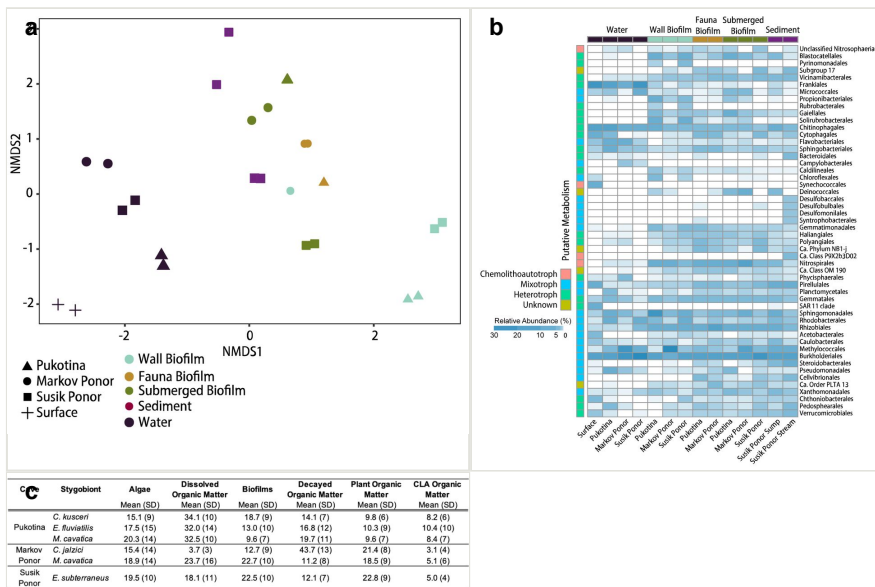 a
2
1
0
-1
-2
NMDS2
-2
0
2
NMDS1
Pukotina
Markov Ponor
Susik Ponor
Surface
Wall Biofilm
Fauna Biofilm
Submerged Biofilm
Sediment
Water
b
Water
Wall Biofilm
Fauna Biofilm
Submerged Biofilm
Sediment
Putative Metabolism
Chemolithoautotroph
Mixotroph
Heterotroph
Unknown
Relative Abundance (%)
30 20 10 5 0
Unclassified Nitrosphaeria
Blastocatellales
Pyrinomonadales
Subgroup 17
Vicinamibacterales
Frankiales
Micrococcales
Propionibacteriales
Rubrobacterales
Gaiellales
Solirubrobacterales
Chitinophagales
Cytophagales
Flavobacteriales
Sphingobacteriales
Bacteroidales
Campylobacterales
Caldilineales
Chloroflexales
Synechococcales
Deinococcales
Desulfobaccales
Desulfobulbales
Desulfomonilales
Syntrophobacterales
Gemmatimonadales
Haliangiales
Polyangiales
Ca. Phylum NB1-j
Ca. Class P9X2b3D02
Nitrospirales
Ca. Class OM 190
Phycisphaerales
Pirellulales
Planctomycetales
Gemmatales
SAR 11 clade
Sphingomonadales
Rhodobacterales
Rhizobiales
Acetobacterales
Caulobacterales
Methylococcales
Burkholderiales
Steroidobacterales
Pseudomonadales
Cellvibrionales
Ca. Order PLTA 13
Xanthomonadales
Chthoniobacterales
Pedosphaerales
Verrucomicrobiales
Surface
Pukotina
Markov Ponor
Susik Ponor
Pukotina
Markov Ponor
Susik Ponor
Pukotina
Markov Ponor
Pukotina
Markov Ponor
Susik Ponor
Susik Ponor Sump
Susik Ponor Stream
c
Stygobiont Algae Dissolved Organic Matter Biofilms Decayed Organic Matter Plant Organic Matter CLA Organic Matter
Mean (SD) Mean (SD) Mean (SD) Mean (SD) Mean (SD) Mean (SD)
C. kusceri 15.1 (9) 34.1 (10) 18.7 (9) 14.1 (7) 9.8 (6) 8.2 (6)
Pukotina E. fluviatilis 17.5 (15) 32.0 (14) 13.0 (10) 16.8 (12) 10.3 (9) 10.4 (10)
M. cavatica 20.3 (14) 32.5 (10) 9.6 (7) 19.7 (11) 9.6 (7) 8.4 (7)
Markov Ponor C. jalzici 15.4 (14) 3.7 (3) 12.7 (9) 43.7 (13) 21.4 (8) 3.1 (4)
M. cavatica 18.9 (14) 23.7 (16) 22.7 (10) 11.2 (8) 18.5 (9) 5.1 (6)
Susik Ponor E. subterraneus 19.5 (10) 18.1 (11) 22.5 (10) 12.1 (7) 22.8 (9) 5.0 (4)